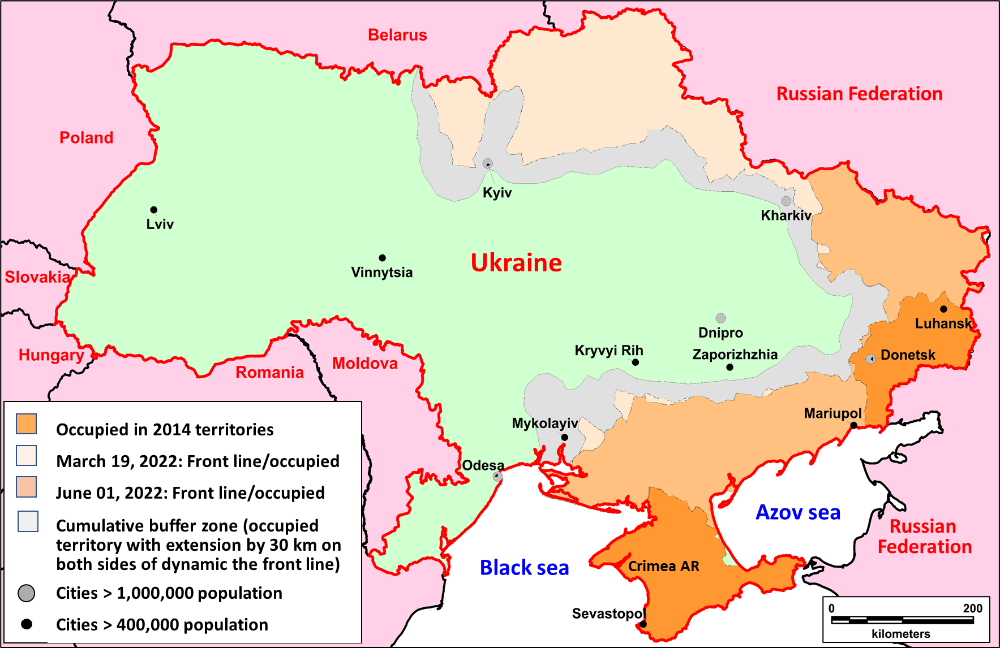 Belarus
Russian Federation
Poland
Kyiv
Kharkiv
Lviv
Ukraine
Vinnytsia
Slovakia
Luhansk
Dnipro
Kryvyi Rih
Zaporizhzhia
Donetsk
Hungary
Moldova
Romania
Mariupol
Mykolayiv
Odesa
Azov sea
Russian
Federation
Black sea
Crimea AR
Sevastopol
Occupied in 2014 territories
March 19, 2022: Front line/occupied
June 01, 2022: Front line/occupied
Cumulative buffer zone (occupied
territory with extension by 30 km on
both sides of dynamic the front line)
Cities > 1,000,000 population
Cities > 400,000 population
0 200
kilometers